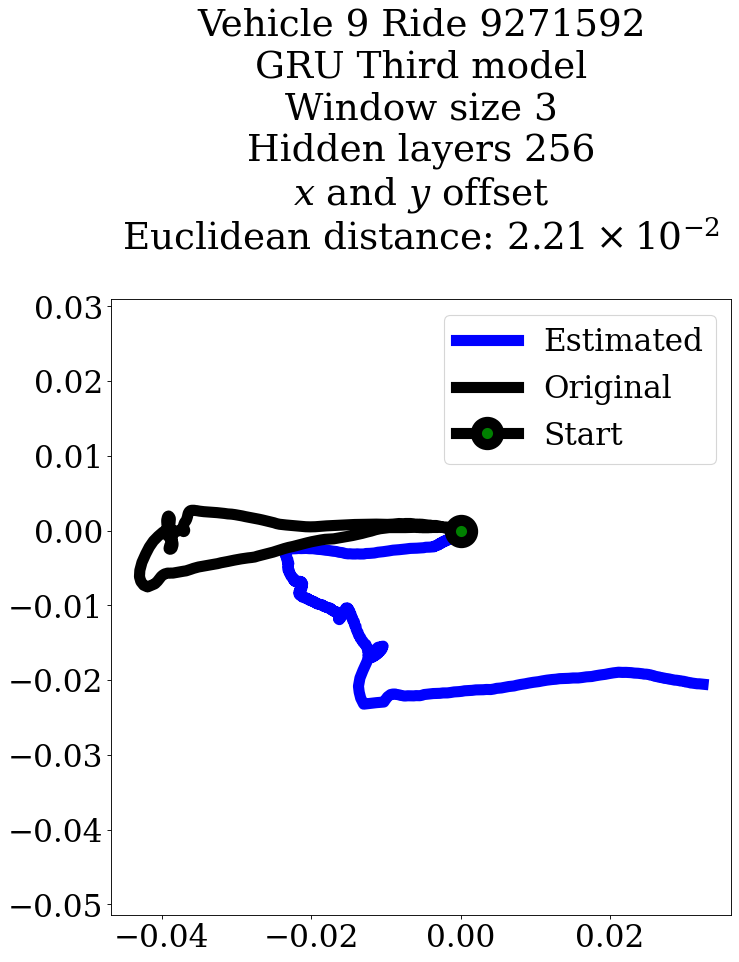 Vehicle 9 Ride 9271592
GRU Third model
Window size 3
Hidden layers 256
x and y offset
Euclidean distance: 2.21 × 10⁻²
Estimated
Original
Start
0.03
0.02
0.01
0.00
−0.01
−0.02
−0.03
−0.04
−0.05
−0.04 −0.02 0.00 0.02